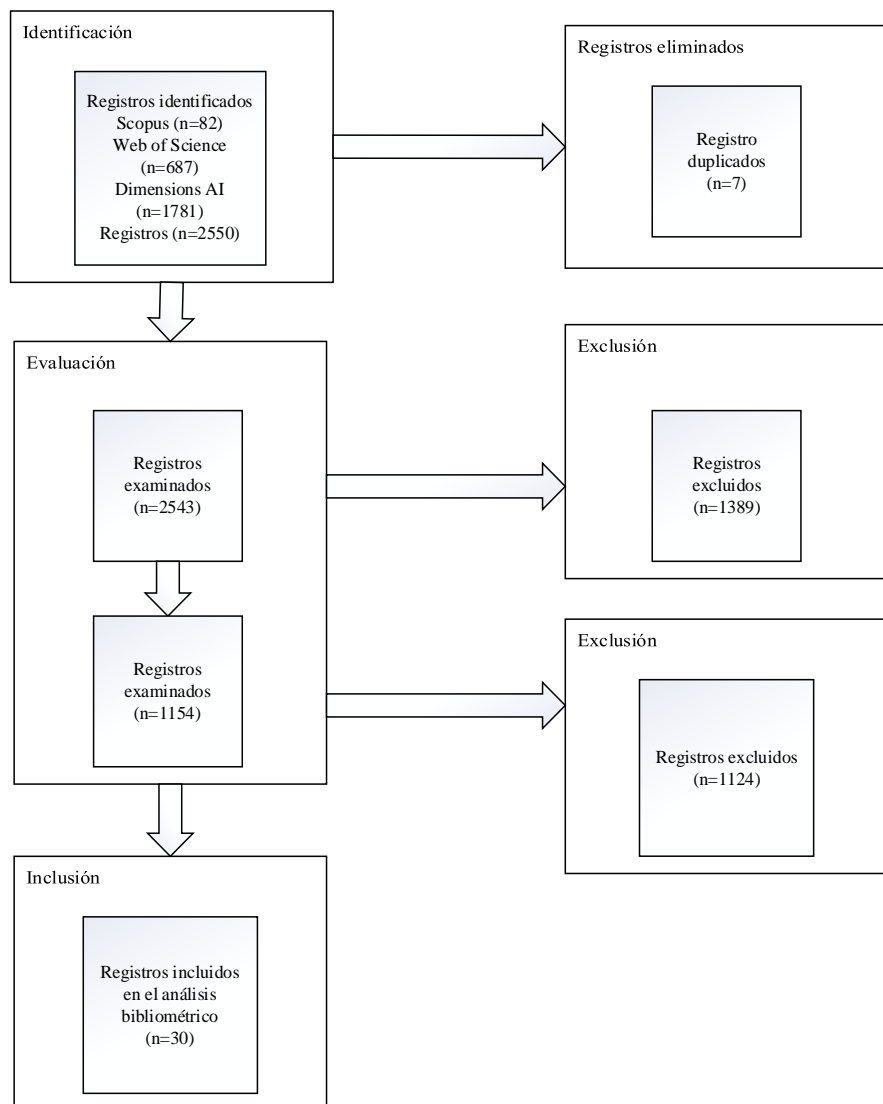 Identificación
Registros identificados
Scopus (n=82)
Web of Science
(n=687)
Dimensions AI
(n=1781)
Registros (n=2550)
Registros eliminados
Registro
duplicados
(n=7)
Evaluación
Registros
examinados
(n=2543)
Exclusión
Registros
excluidos
(n=1389)
Registros
examinados
(n=1154)
Exclusión
Registros excluidos
(n=1124)
Inclusión
Registros incluidos
en el análisis
bibliométrico
(n=30)